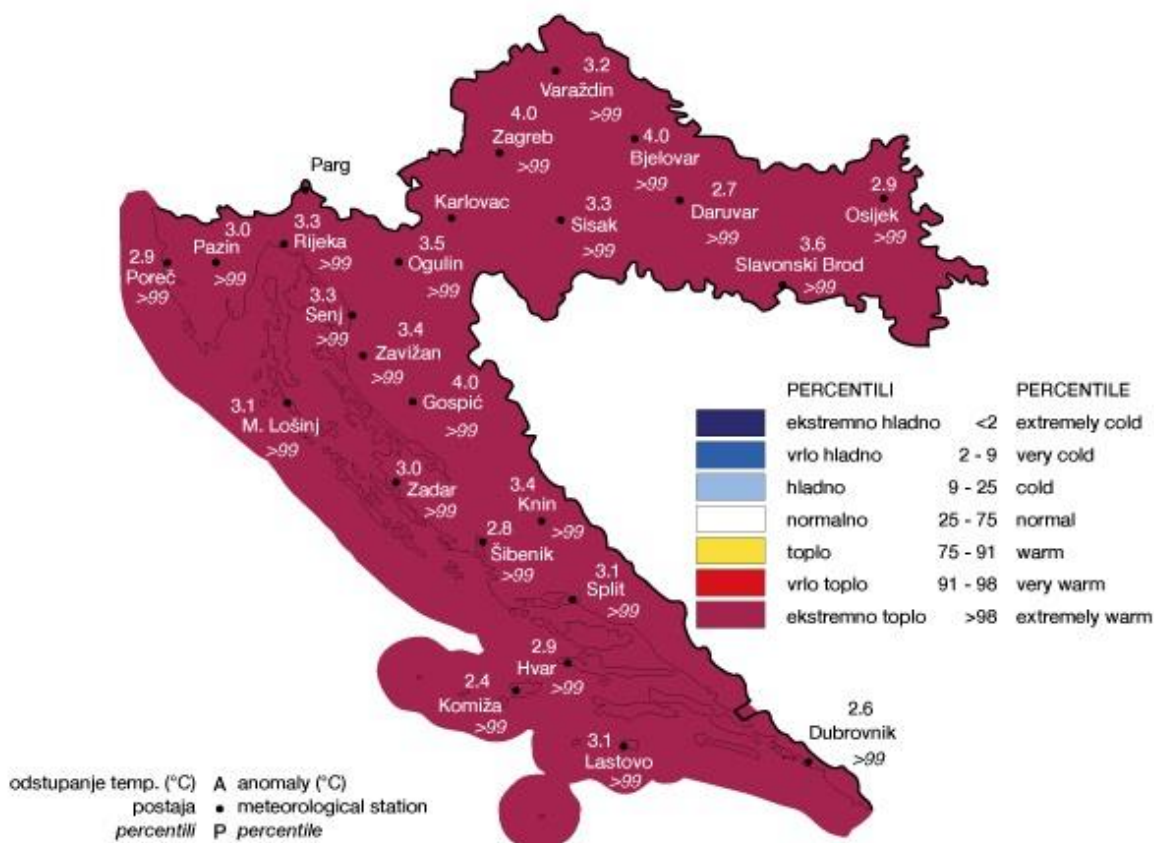 3.2
Varaždin
>99
4.0
Zagreb
>99
4.0
Bjelovar
>99
Parg
2.7
Daruvar
>99
2.9
Osijek
>99
Karlovac
3.3
Sisak
>99
3.6
Slavonski Brod
>99
2.9
Poreč
>99
3.0
Pazin
>99
3.3
Rijeka
>99
3.5
Ogulin
>99
3.3
Senj
>99
3.4
Zavižan
>99
4.0
Gospić
>99
3.1
M. Lošinj
>99
3.0
Zadar
>99
3.4
Knin
>99
2.8
Šibenik
>99
3.1
Split
>99
2.9
Hvar
>99
2.4
Komiža
>99
3.1
Lastovo
>99
2.6
Dubrovnik
>99
PERCENTILI PERCENTILE
ekstremno hladno <2 extremely cold
vrlo hladno 2 - 9 very cold
hladno 9 - 25 cold
normalno 25 - 75 normal
toplo 75 - 91 warm
vrlo toplo 91 - 98 very warm
ekstremno toplo >98 extremely warm
odstupanje temp. (°C) A anomaly (°C)
postaja • meteorological station
percentili P percentile